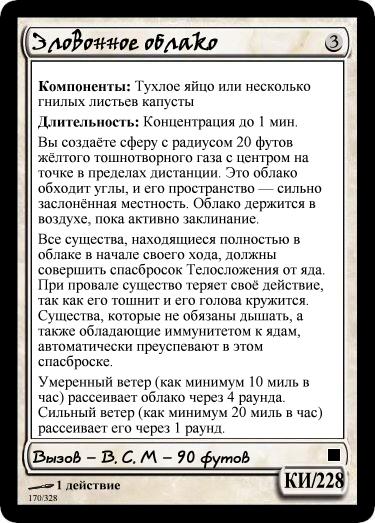 Зловонное облако
3
Компоненты: Тухлое яйцо или несколько
гнилых листьев капусты
Длительность: Концентрация до 1 мин.
Вы создаёте сферу с радиусом 20 футов
жёлтого тошнотворного газа с центром на
точке в пределах дистанции. Это облако
обходит углы, и его пространство — сильно
заслонённая местность. Облако держится в
воздухе, пока активно заклинание.
Все существа, находящиеся полностью в
облаке в начале своего хода, должны
совершить спасбросок Телосложения от яда.
При провале существо теряет своё действие,
так как его тошнит и его голова кружится.
Существа, которые не обязаны дышать, а
также обладающие иммунитетом к ядам,
автоматически преуспевают в этом
спасброске.
Умеренный ветер (как минимум 10 миль в
час) рассеивает облако через 4 раунда.
Сильный ветер (как минимум 20 миль в час)
рассеивает его через 1 раунд.
Вызов – В, С, М – 90 футов
1 действие
КИ/228
170/328